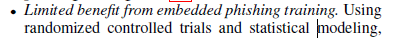 • Limited benefit from embedded phishing training. Using
randomized controlled trials and statistical modeling,